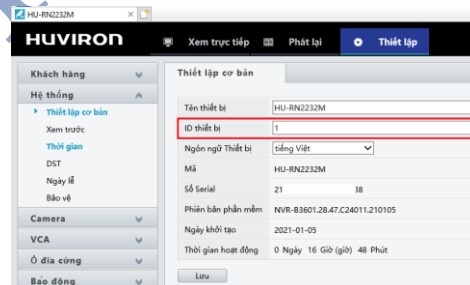 HU-RN2232M
HUVIRON
Xem trực tiếp
Phát lại
Thiết lập
Khách hàng
Hệ thống
Thiết lập cơ bản
Xem trước
Thời gian
DST
Ngày lễ
Bảo vệ
Camera
VCA
Ổ đĩa cứng
Báo động
Thiết lập cơ bản
Tên thiết bị HU-RN2232M
ID thiết bị 1
Ngôn ngữ Thiết bị tiếng Việt
Mã HU-RN2232M
Số Serial 21 38
Phiên bản phần mềm NVR-B3601.28.47.C24011.210105
Ngày khởi tạo 2021-01-05
Thời gian hoạt động 0 Ngày 16 Giờ (giờ) 48 Phút
Lưu